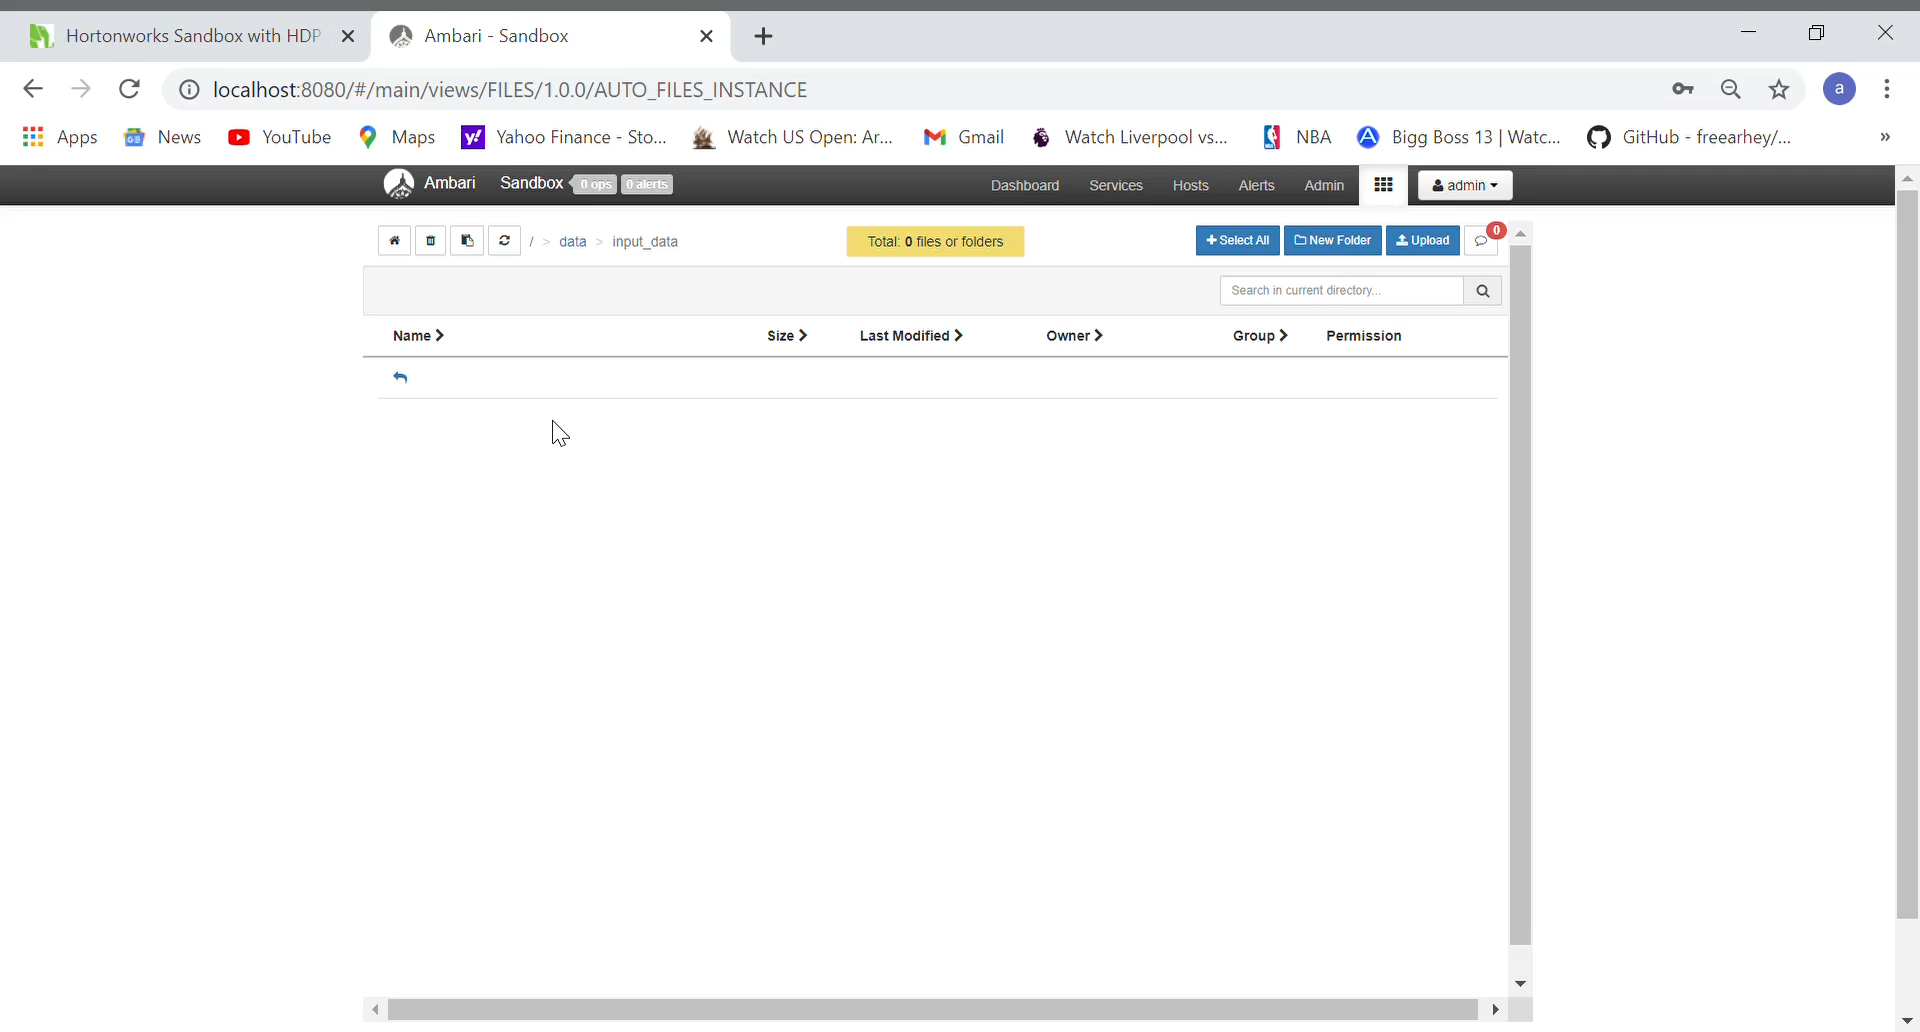 Hortonworks Sandbox with HDP
Ambari - Sandbox
localhost:8080/#/main/views/FILES/1.0.0/AUTO_FILES_INSTANCE
a
Apps News YouTube Maps Yahoo Finance - Sto... Watch US Open: Ar... Gmail Watch Liverpool vs... NBA Bigg Boss 13 | Watc... GitHub - freearhey/... »
Ambari Sandbox 0 ops 0 alerts Dashboard Services Hosts Alerts Admin admin
/ > data > input_data Total: 0 files or folders Select All New Folder Upload 0
Search in current directory...
Name Size Last Modified Owner Group Permission